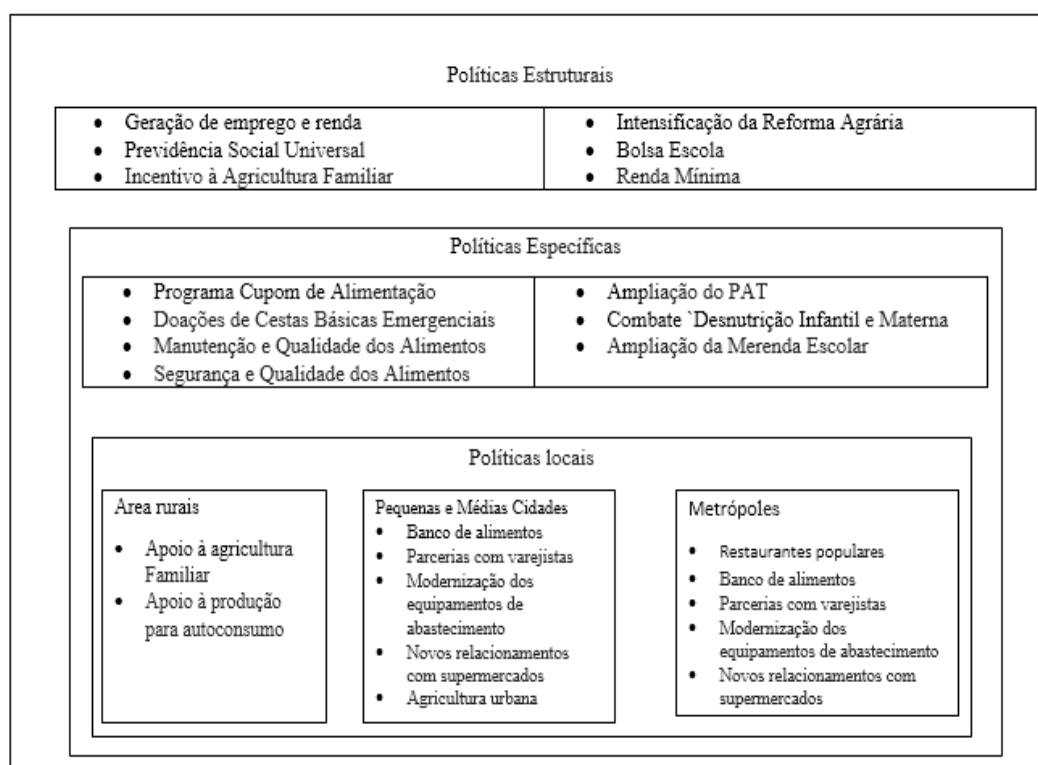 Políticas Estruturais
• Geração de emprego e renda
• Previdência Social Universal
• Incentivo à Agricultura Familiar
• Intensificação da Reforma Agrária
• Bolsa Escola
• Renda Mínima
Políticas Específicas
• Programa Cupom de Alimentação
• Doações de Cestas Básicas Emergenciais
• Manutenção e Qualidade dos Alimentos
• Segurança e Qualidade dos Alimentos
• Ampliação do PAT
• Combate `Desnutrição Infantil e Materna
• Ampliação da Merenda Escolar
Políticas locais
Area rurais
• Apoio à agricultura
Familiar
• Apoio à produção
para autoconsumo
Pequenas e Médias Cidades
• Banco de alimentos
• Parcerias com varejistas
• Modernização dos
equipamentos de
abastecimento
• Novos relacionamentos
com supermercados
• Agricultura urbana
Metrópoles
• Restaurantes populares
• Banco de alimentos
• Parcerias com varejistas
• Modernização dos
equipamentos de abastecimento
• Novos relacionamentos com
supermercados